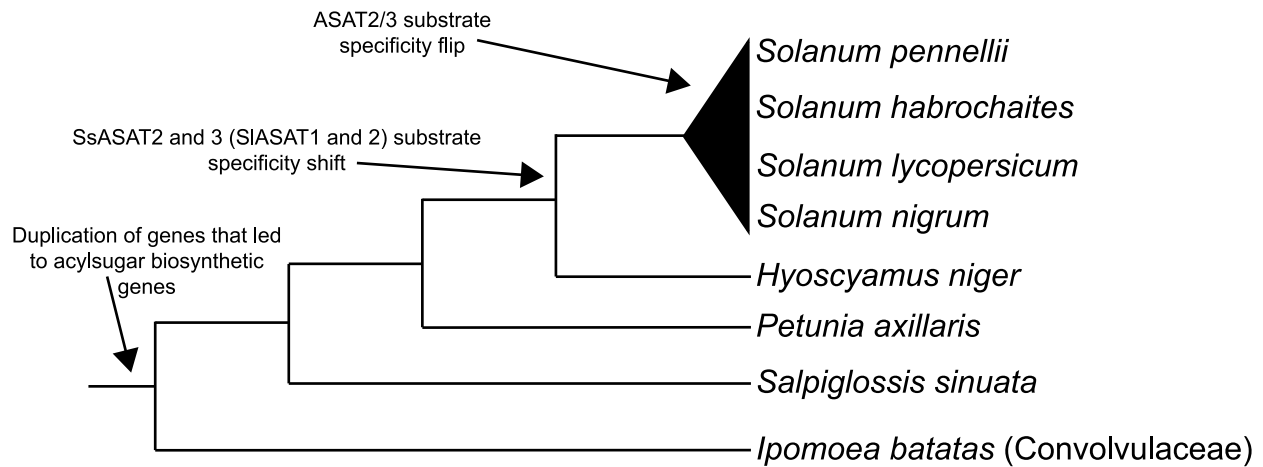 ASAT2/3 substrate
specificity flip
Solanum pennellii
Solanum habrochaites
SsASAT2 and 3 (SlASAT1 and 2) substrate
specificity shift
Solanum lycopersicum
Solanum nigrum
Duplication of genes that led
to acylsugar biosynthetic
genes
Hyoscyamus niger
Petunia axillaris
Salpiglossis sinuata
Ipomoea batatas (Convolvulaceae)